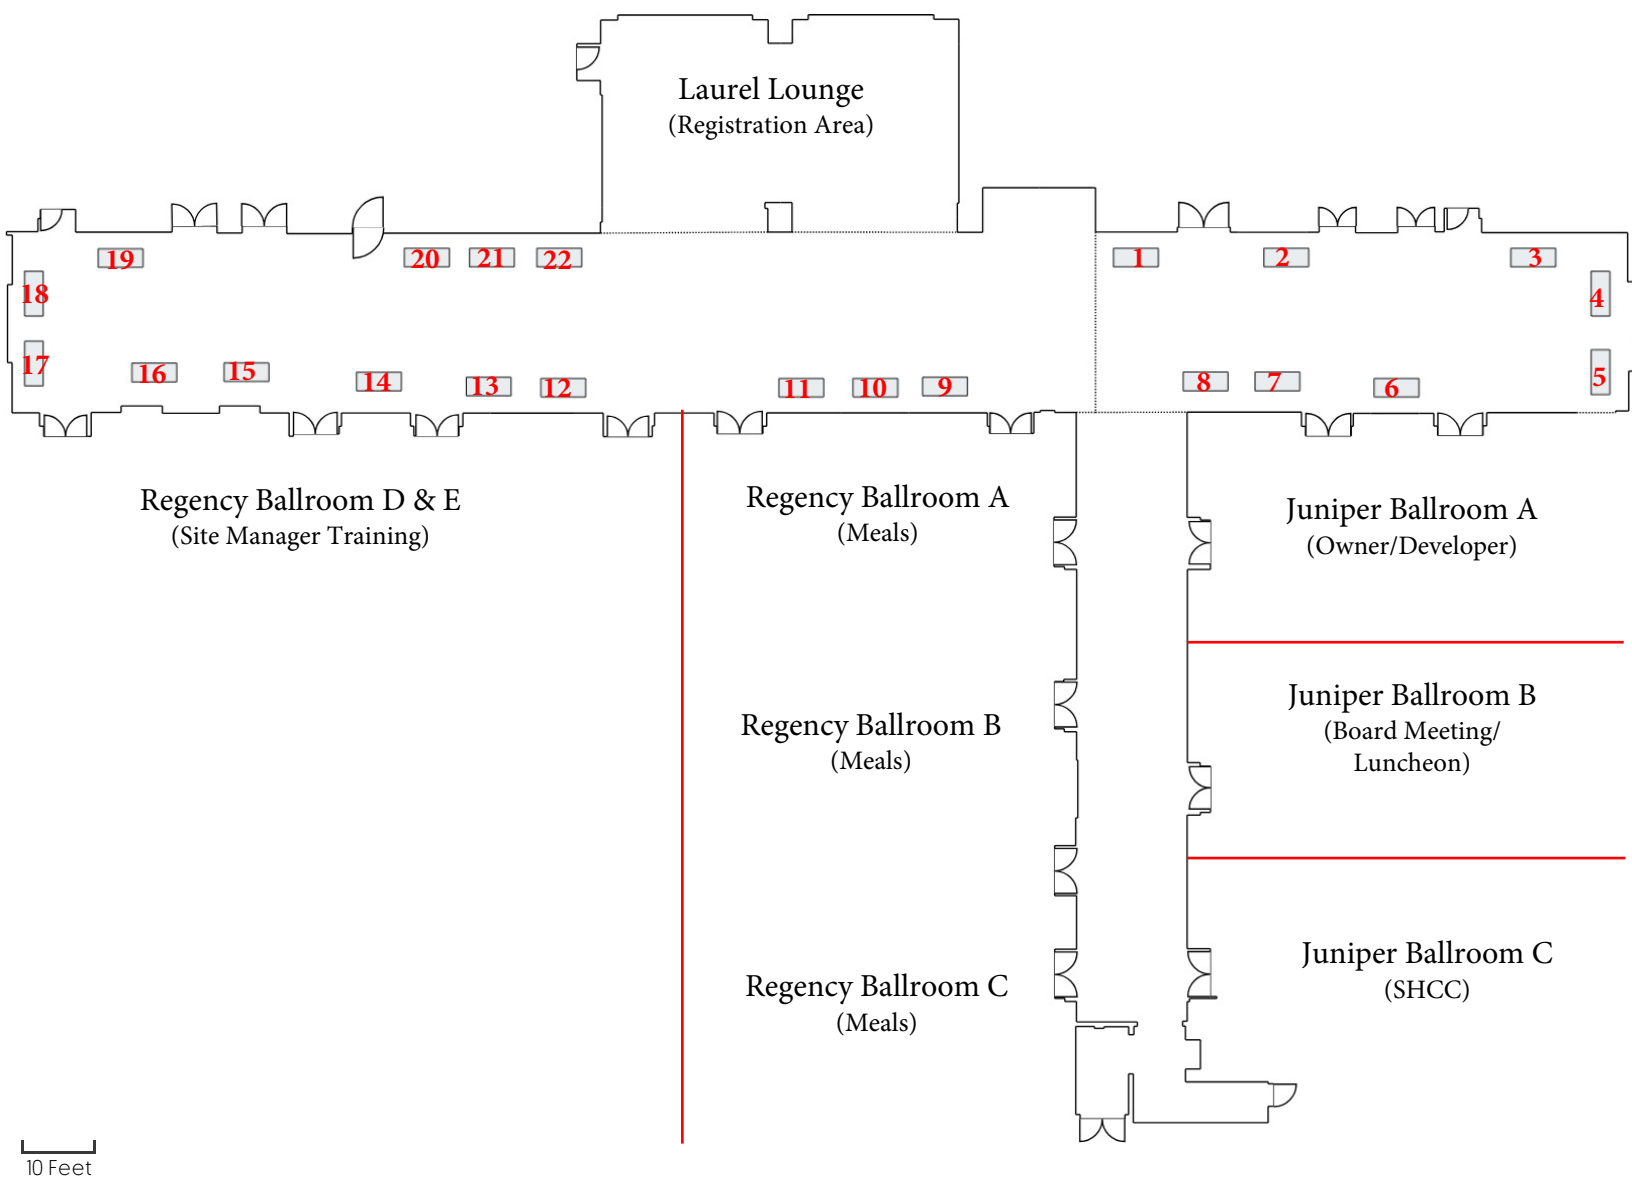 Laurel Lounge
(Registration Area)
19
20
21
22
1
2
3
18
4
17
16
15
14
13
12
11
10
9
8
7
6
5
Regency Ballroom D & E
(Site Manager Training)
Regency Ballroom A
(Meals)
Juniper Ballroom A
(Owner/Developer)
Regency Ballroom B
(Meals)
Juniper Ballroom B
(Board Meeting/
Luncheon)
Regency Ballroom C
(Meals)
Juniper Ballroom C
(SHCC)
10 Feet